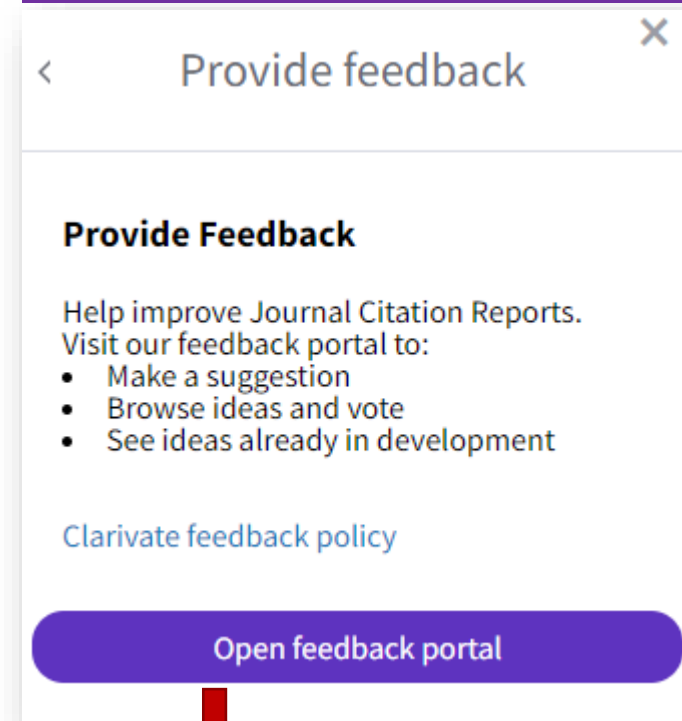 Provide feedback
Provide Feedback
Help improve Journal Citation Reports.
Visit our feedback portal to:
• Make a suggestion
• Browse ideas and vote
• See ideas already in development
Clarivate feedback policy
Open feedback portal